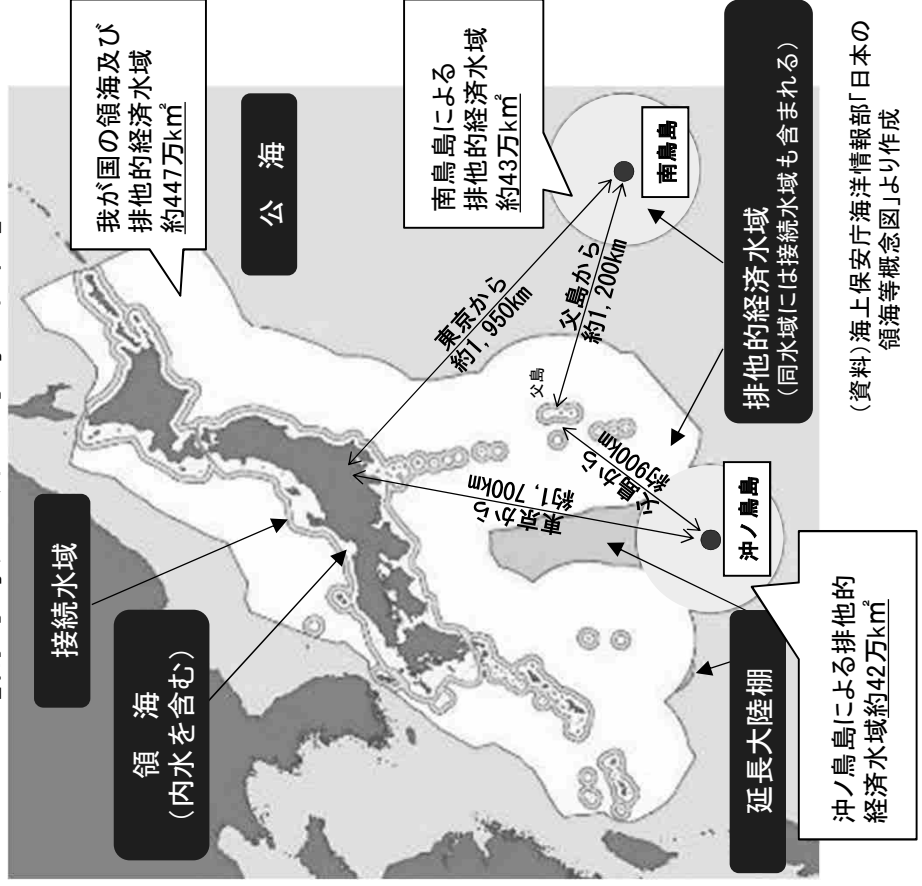 我が国の領海及び
排他的経済水域
約447万km²
公　海
接続水域
領　海
(内水を含む)
南鳥島による
排他的経済水域
約43万km²
南鳥島
東京から
約1,950km
父島から
約1,200km
父島
東京から
約1,700km
父島から
約900km
排他的経済水域
(同水域には接続水域も含まれる)
沖ノ鳥島
延長大陸棚
沖ノ鳥島による排他的
経済水域約42万km²
(資料)海上保安庁海洋情報部「日本の
領海等概念図」より作成